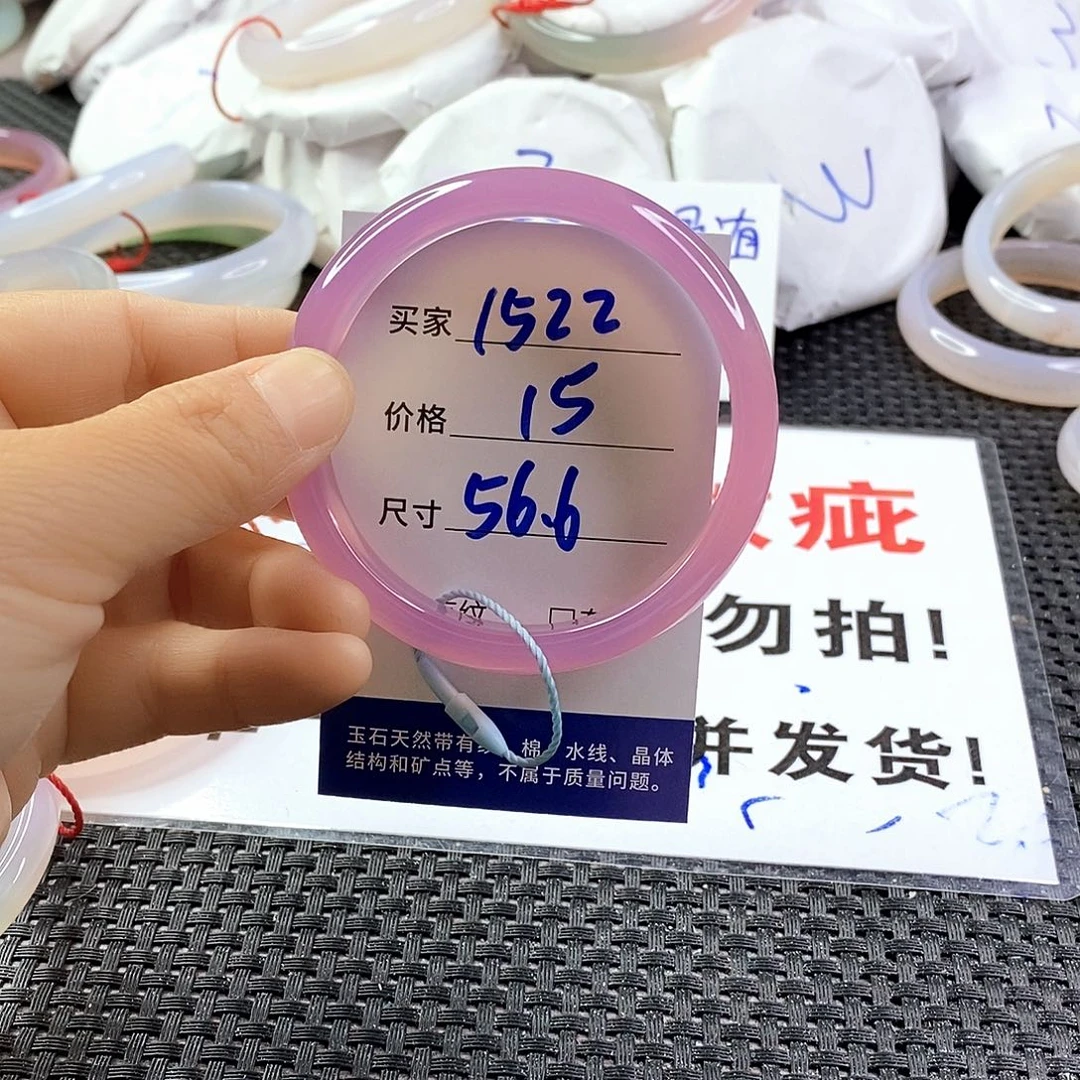 买家 1522
价格 15
尺寸 56.6
玉石天然带有 棉 水线、晶体
结构和矿点等，不属于质量问题。
疵
勿拍!
并发货!